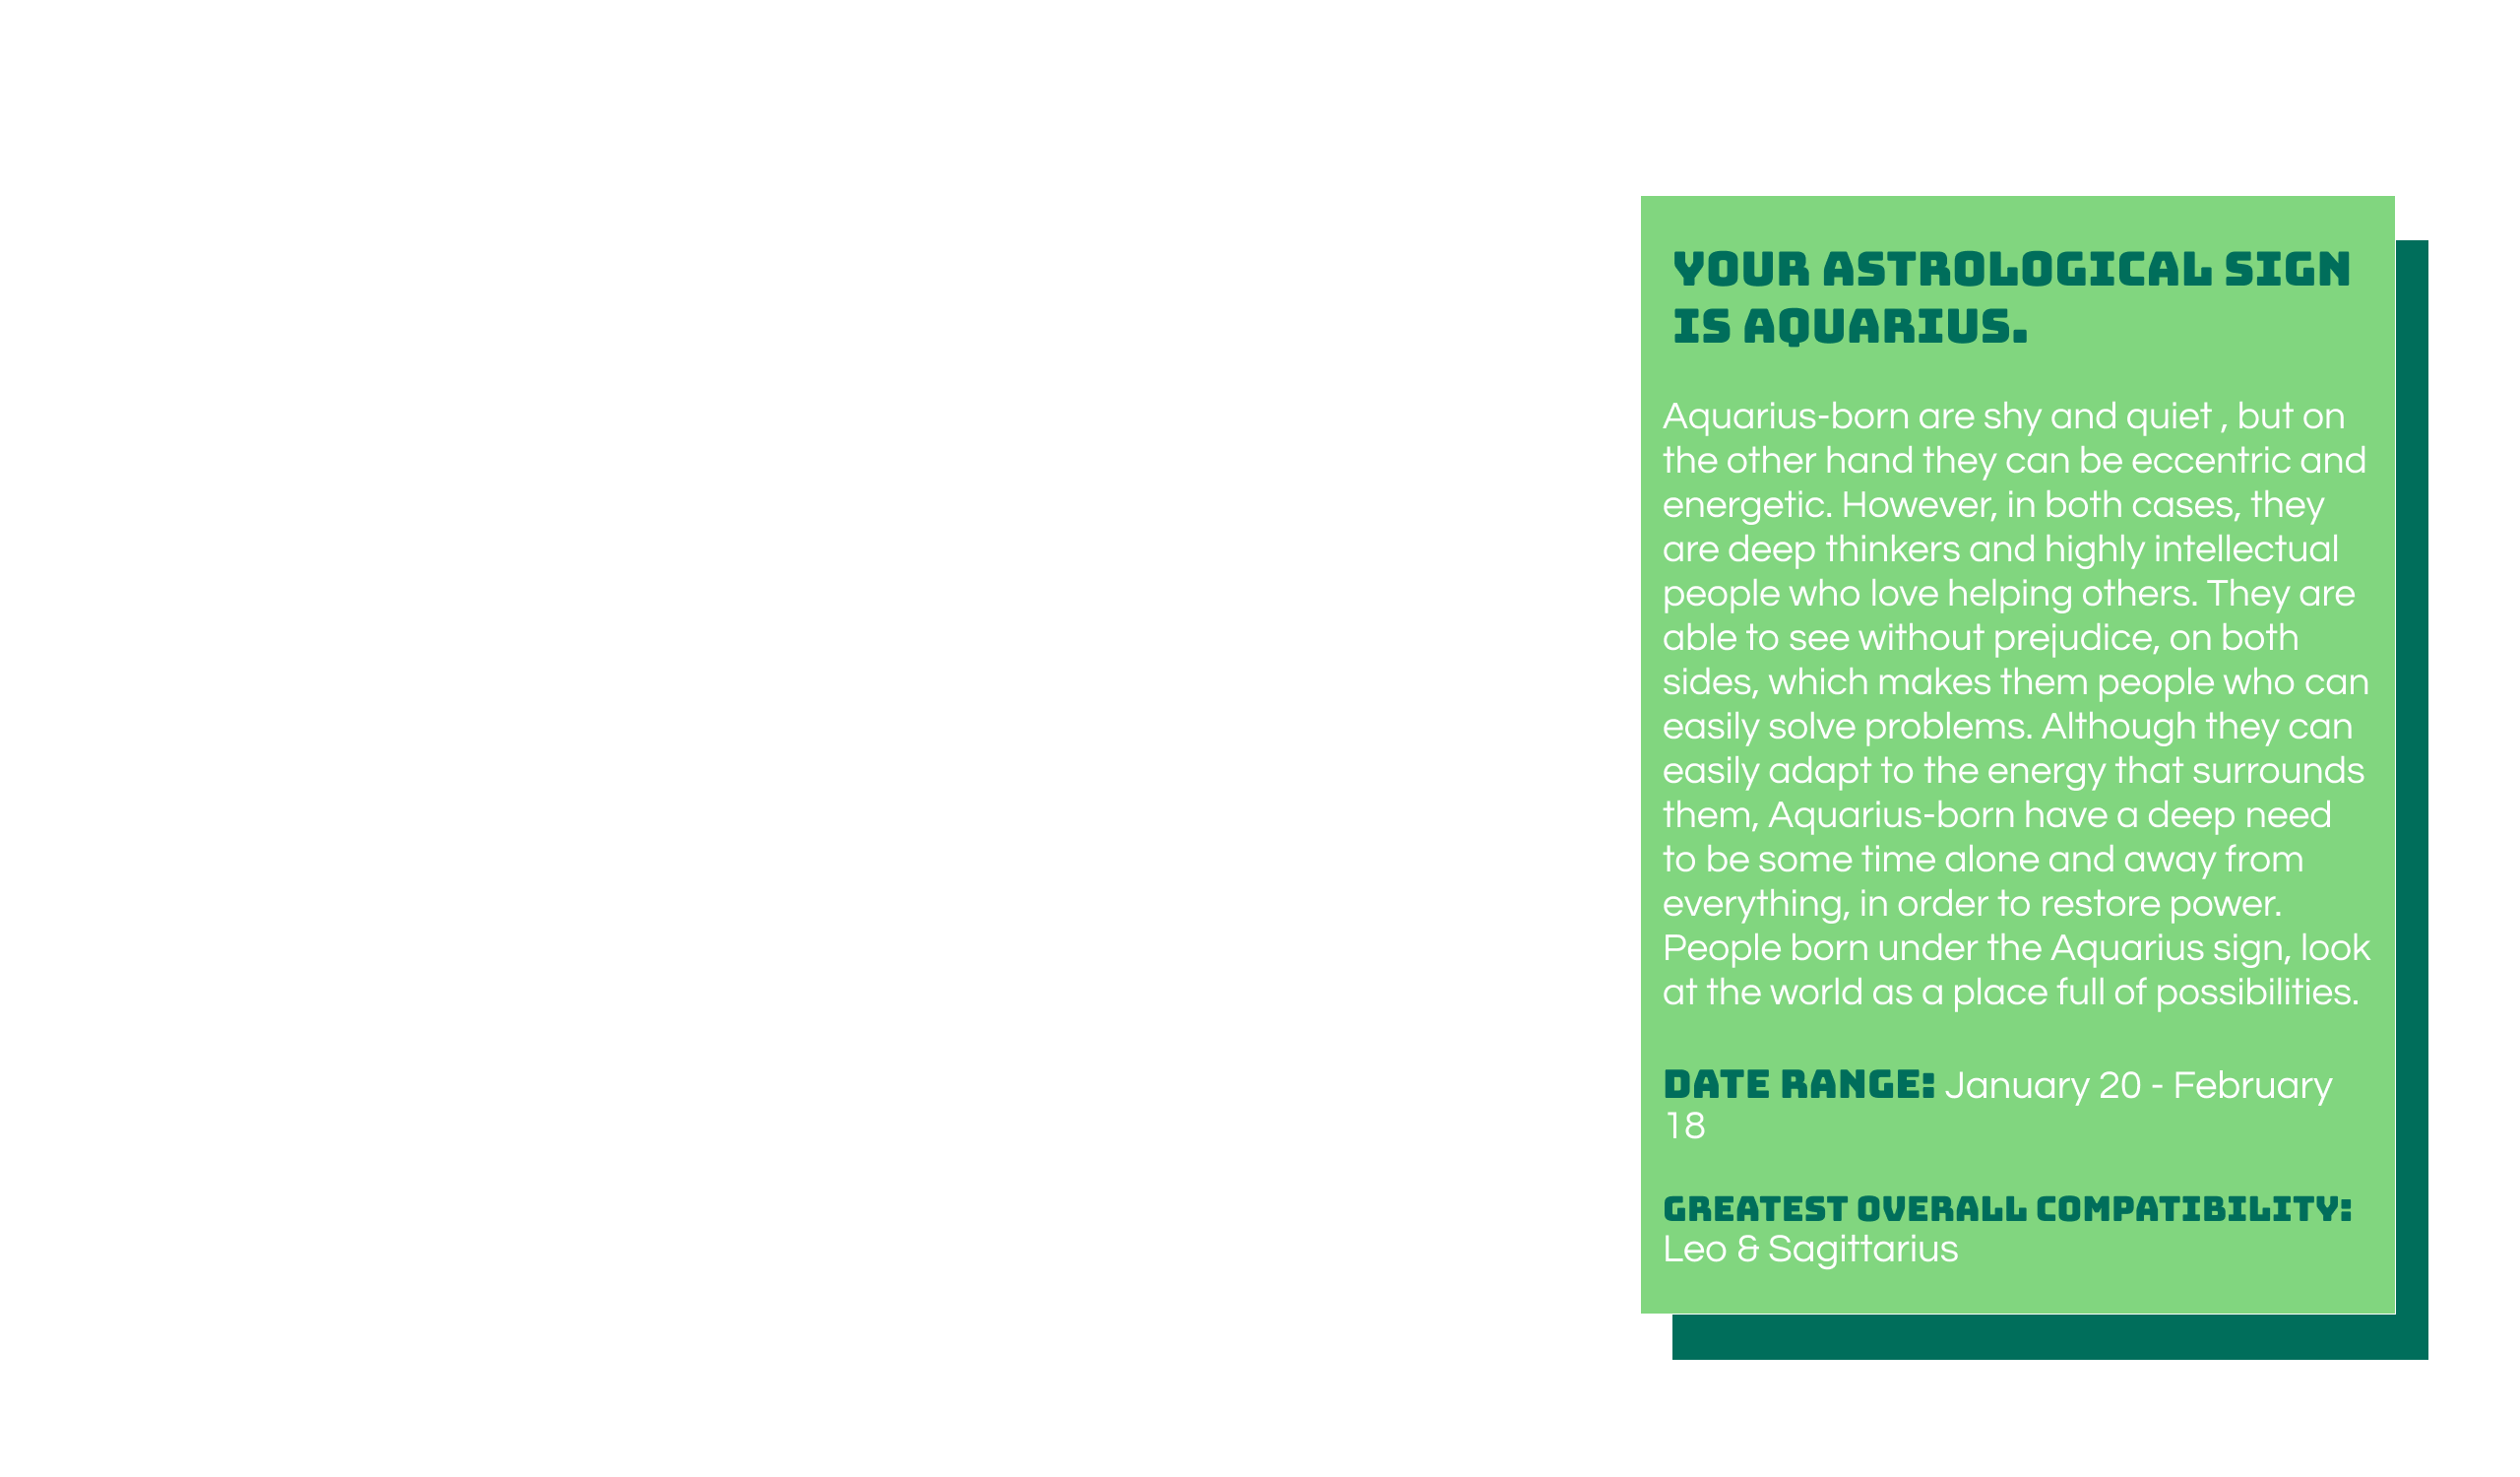 YOUR ASTROLOGICAL SIGN
IS AQUARIUS.
Aquarius-born are shy and quiet , but on
the other hand they can be eccentric and
energetic. However, in both cases, they
are deep thinkers and highly intellectual
people who love helping others. They are
able to see without prejudice, on both
sides, which makes them people who can
easily solve problems. Although they can
easily adapt to the energy that surrounds
them, Aquarius-born have a deep need
to be some time alone and away from
everything, in order to restore power.
People born under the Aquarius sign, look
at the world as a place full of possibilities.
DATE RANGE: January 20 - February
18
GREATEST OVERALL COMPATIBILITY:
Leo & Sagittarius